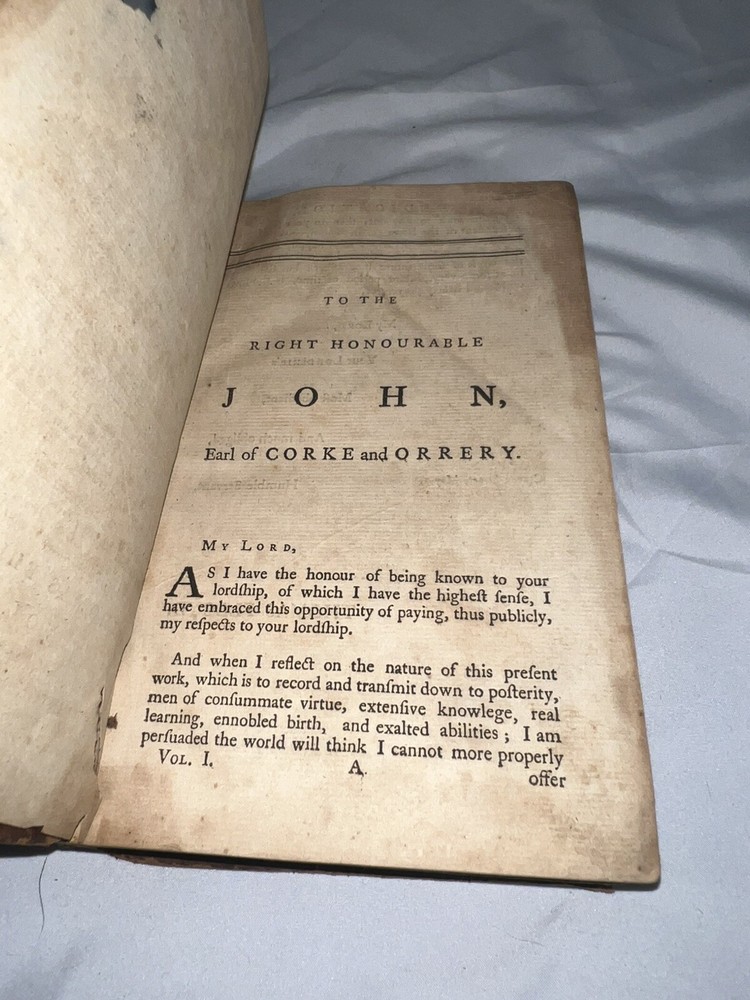 TO THE
RIGHT HONOURABLE
JOHN,
Earl of CORKE and ORRERY.
MY LORD,
AS I have the honour of being known to your
lordſhip, of which I have the higheſt ſenſe, I
have embraced this opportunity of paying, thus publicly,
my reſpects to your lordſhip.
And when I reflect on the nature of this preſent
work, which is to record and tranſmit down to poſterity,
men of conſummate virtue, extenſive knowlege, real
learning, ennobled birth, and exalted abilities; I am
perſuaded the world will think I cannot more properly
VOL. I. A offer